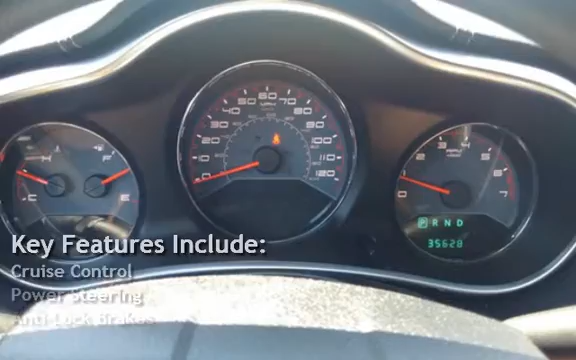 60
50 70
40 80
30 90
20 100
10 110
0 120
MPH
H F
C E
3 4
2 5
1 6
0 7
P R N D
35628
Key Features Include:
Cruise Control
Power Steering
Anti-Lock Brakes